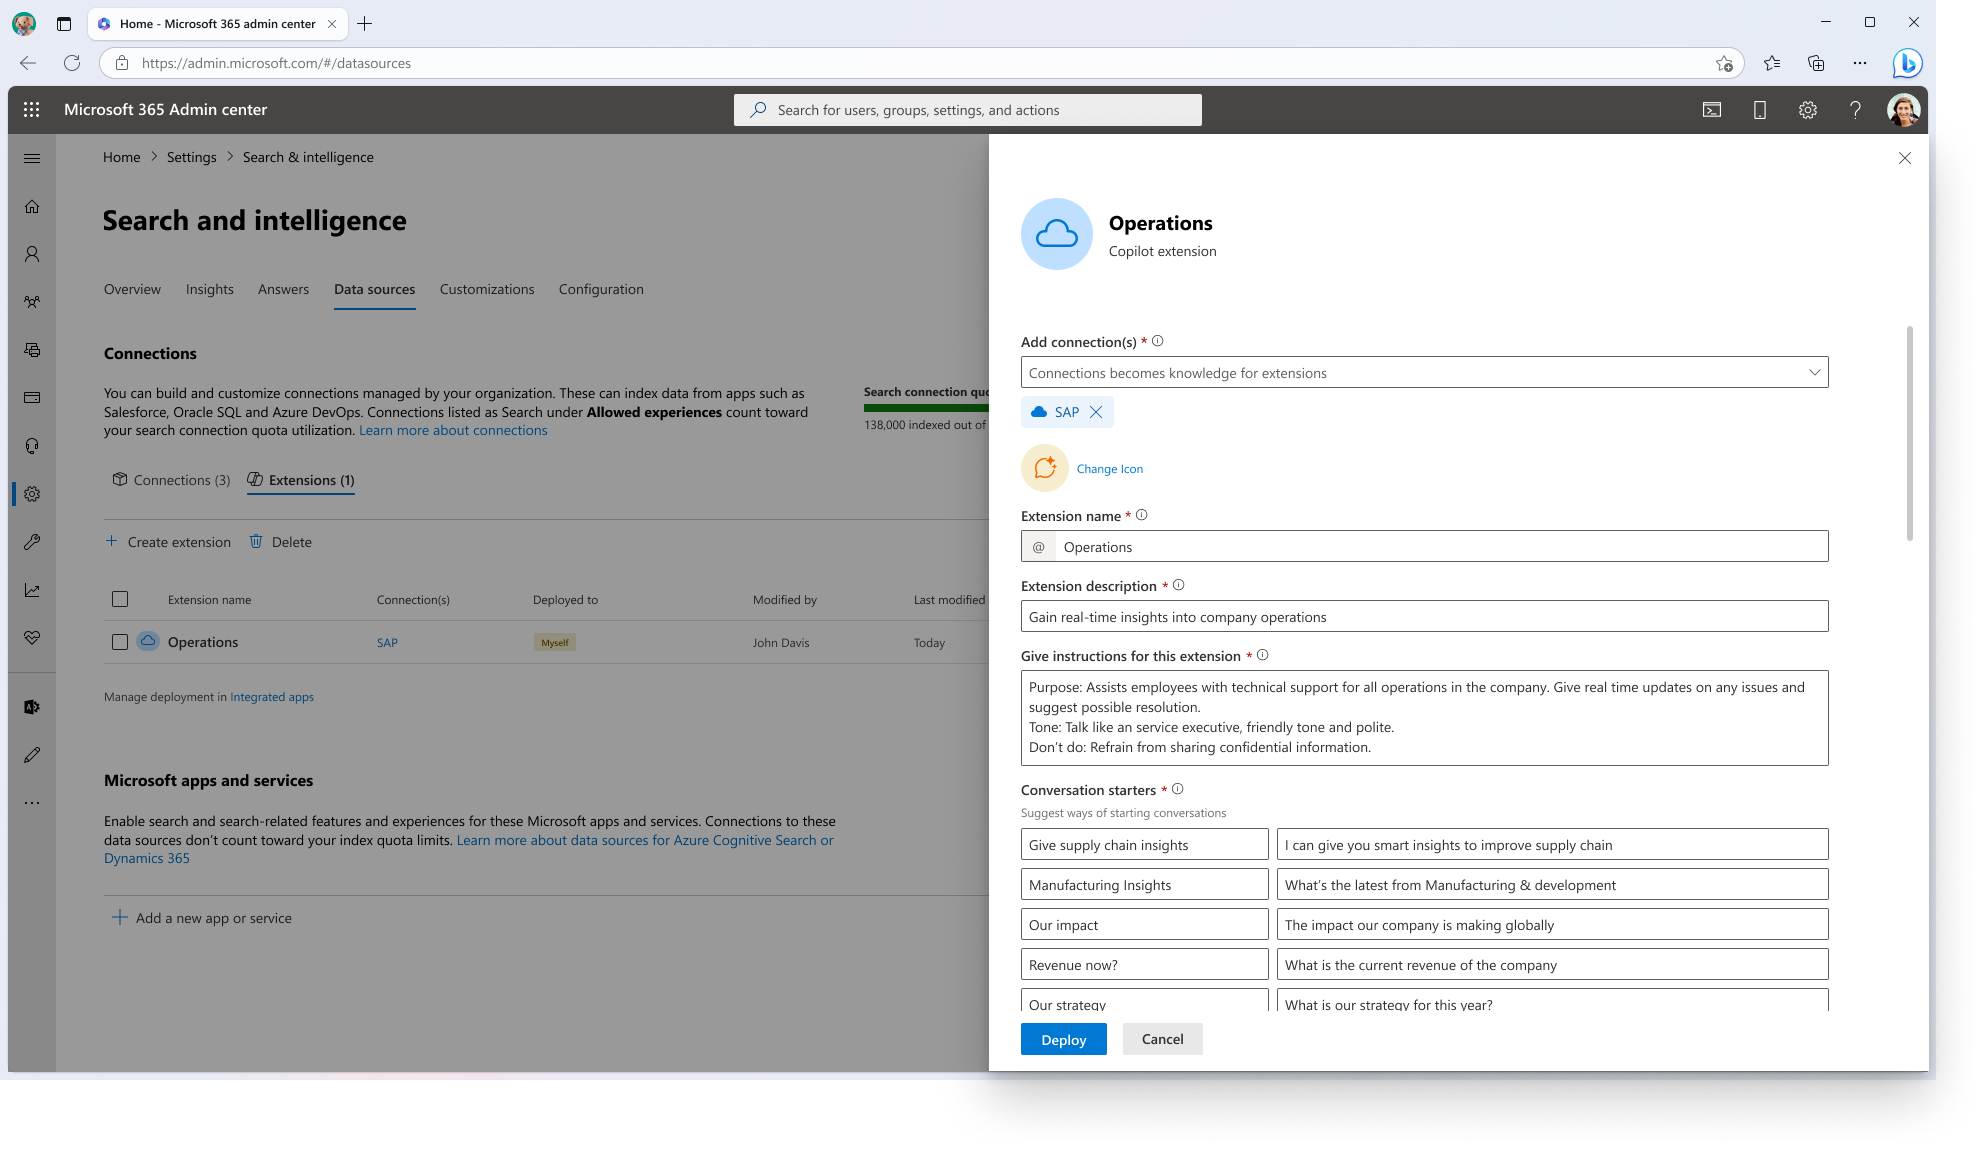 Home - Microsoft 365 admin center
https://admin.microsoft.com/#/datasources
Microsoft 365 Admin center
Search for users, groups, settings, and actions
Home > Settings > Search & intelligence
Search and intelligence
Overview Insights Answers Data sources Customizations Configuration
Connections
You can build and customize connections managed by your organization. These can index data from apps such as
Salesforce, Oracle SQL and Azure DevOps. Connections listed as Search under Allowed experiences count toward
your search connection quota utilization. Learn more about connections
Search connection quo
138,000 indexed out of
Connections (3) Extensions (1)
+ Create extension Delete
Extension name Connection(s) Deployed to Modified by Last modified
Operations SAP Myself John Davis Today
Manage deployment in Integrated apps
Microsoft apps and services
Enable search and search-related features and experiences for these Microsoft apps and services. Connections to these
data sources don't count toward your index quota limits. Learn more about data sources for Azure Cognitive Search or
Dynamics 365
+ Add a new app or service
Operations
Copilot extension
Add connection(s) *
Connections becomes knowledge for extensions
SAP
Change Icon
Extension name *
@ Operations
Extension description *
Gain real-time insights into company operations
Give instructions for this extension *
Purpose: Assists employees with technical support for all operations in the company. Give real time updates on any issues and
suggest possible resolution.
Tone: Talk like an service executive, friendly tone and polite.
Don't do: Refrain from sharing confidential information.
Conversation starters *
Suggest ways of starting conversations
Give supply chain insights I can give you smart insights to improve supply chain
Manufacturing Insights What's the latest from Manufacturing & development
Our impact The impact our company is making globally
Revenue now? What is the current revenue of the company
Our strategy What is our strategy for this year?
Deploy Cancel